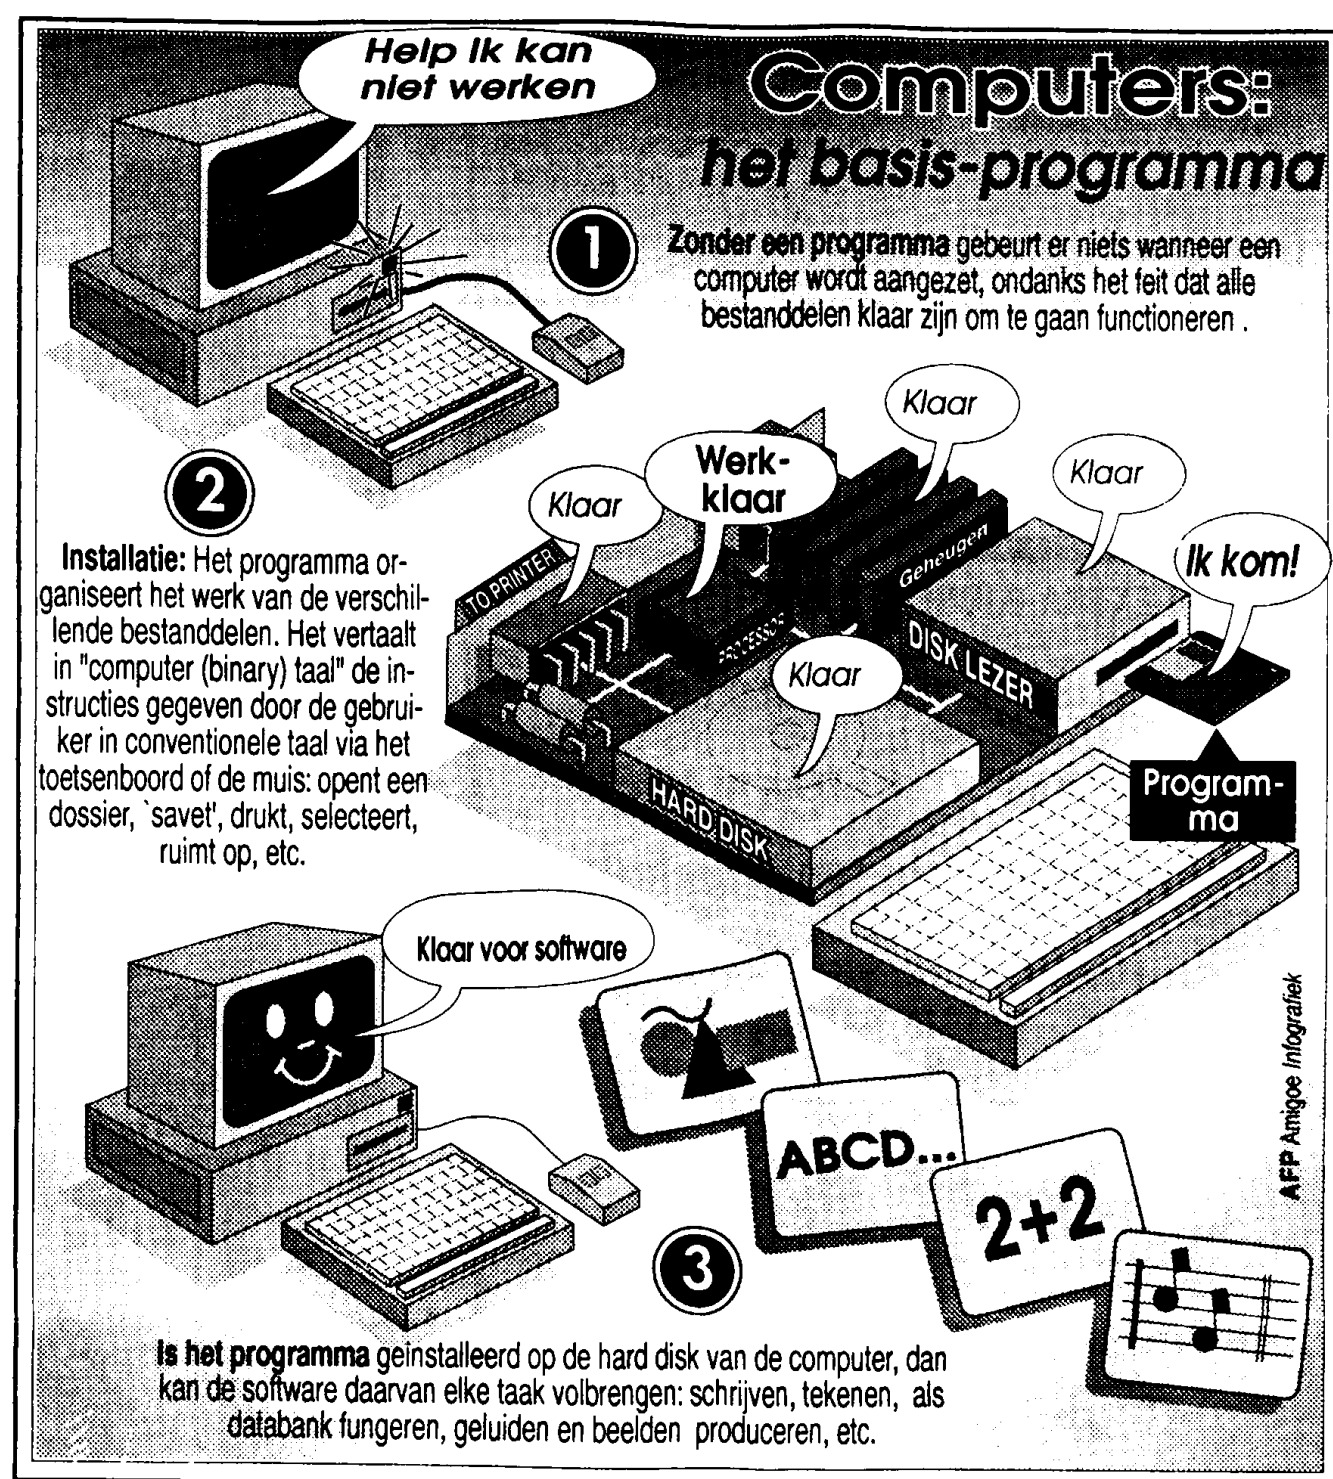 Help ik kan
niet werken
Computers:
het basis-programma
1
Zonder een programma gebeurt er niets wanneer een
computer wordt aangezet, ondanks het feit dat alle
bestanddelen klaar zijn om te gaan functioneren .
2
Installatie: Het programma or-
ganiseert het werk van de verschil-
lende bestanddelen. Het vertaalt
in "computer (binary) taal" de in-
structies gegeven door de gebrui-
ker in conventionele taal via het
toetsenboord of de muis: opent een
dossier, `savet', drukt, selecteert,
ruimt op, etc.
Klaar
Werk-
klaar
Klaar
Klaar
Ik kom!
TO PRINTER
PROCESSOR
Geheugen
DISK LEZER
Klaar
HARD DISK
Program-
ma
Klaar voor software
ABCD...
2+2
3
Is het programma geinstalleerd op de hard disk van de computer, dan
kan de software daarvan elke taak volbrengen: schrijven, tekenen, als
databank fungeren, geluiden en beelden produceren, etc.
AFP Amigoe Infografiek